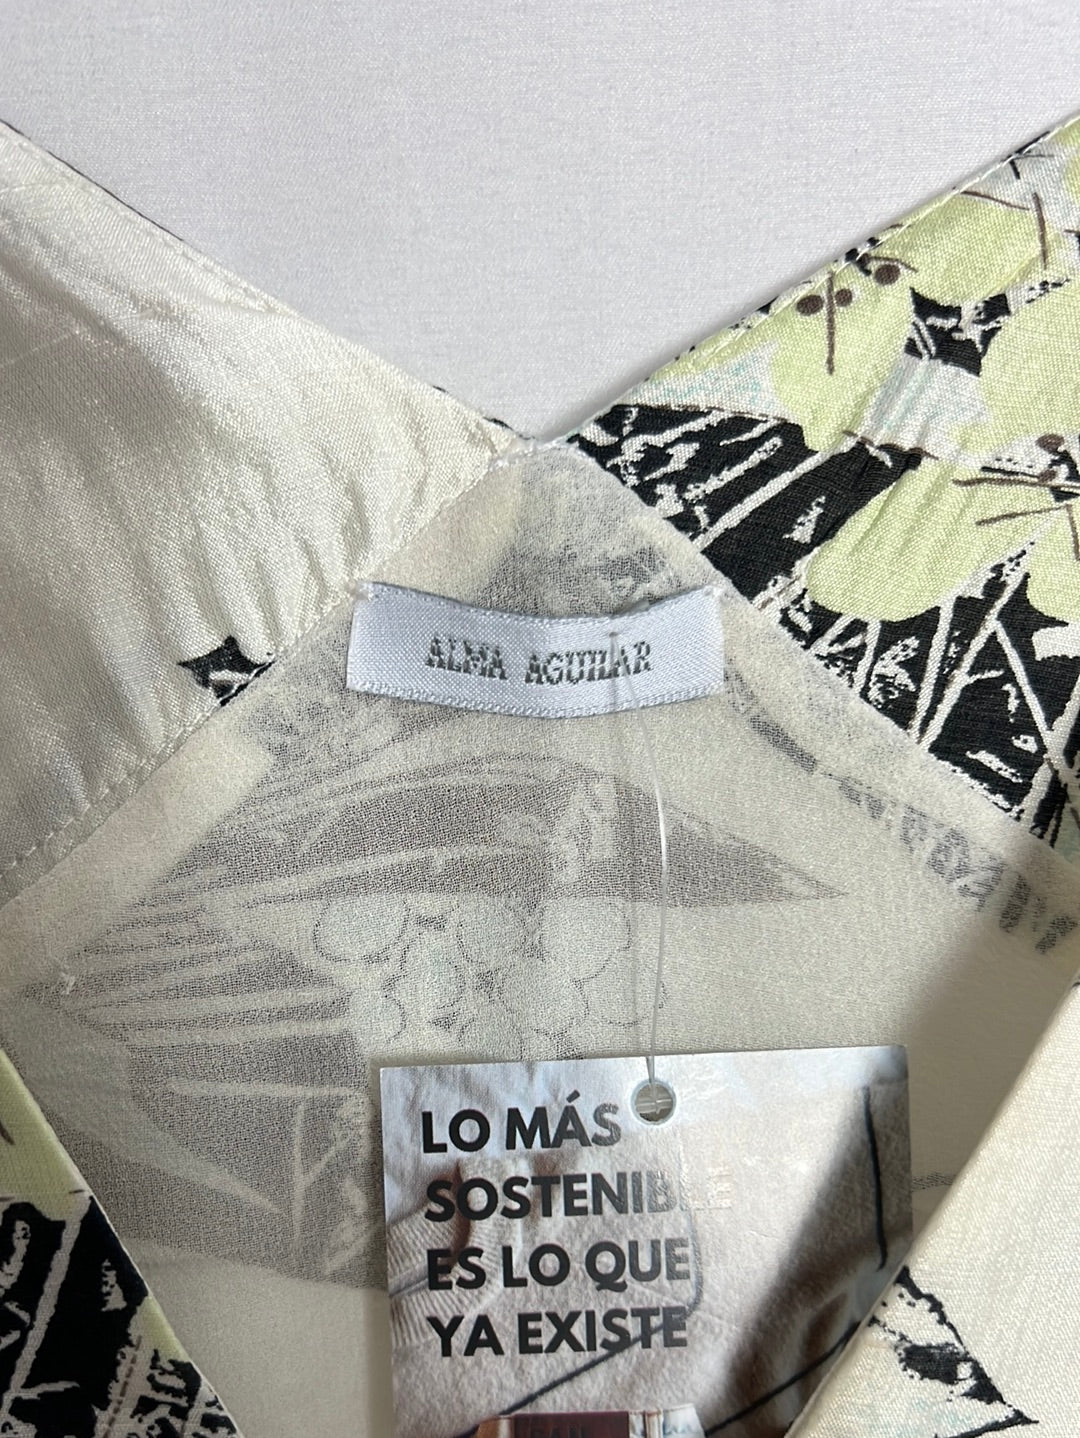 ALMA AGUILAR
LO MÁS
SOSTENIBLE
ES LO QUE
YA EXISTE